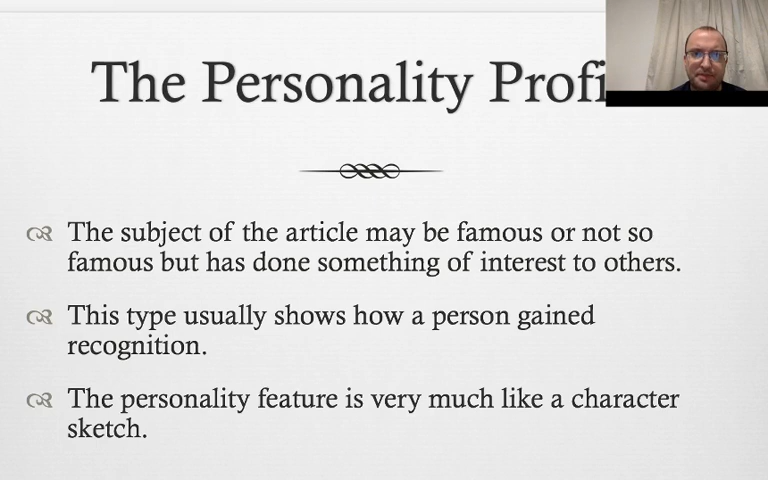 The Personality Profi
The subject of the article may be famous or not so
famous but has done something of interest to others.
This type usually shows how a person gained
recognition.
The personality feature is very much like a character
sketch.